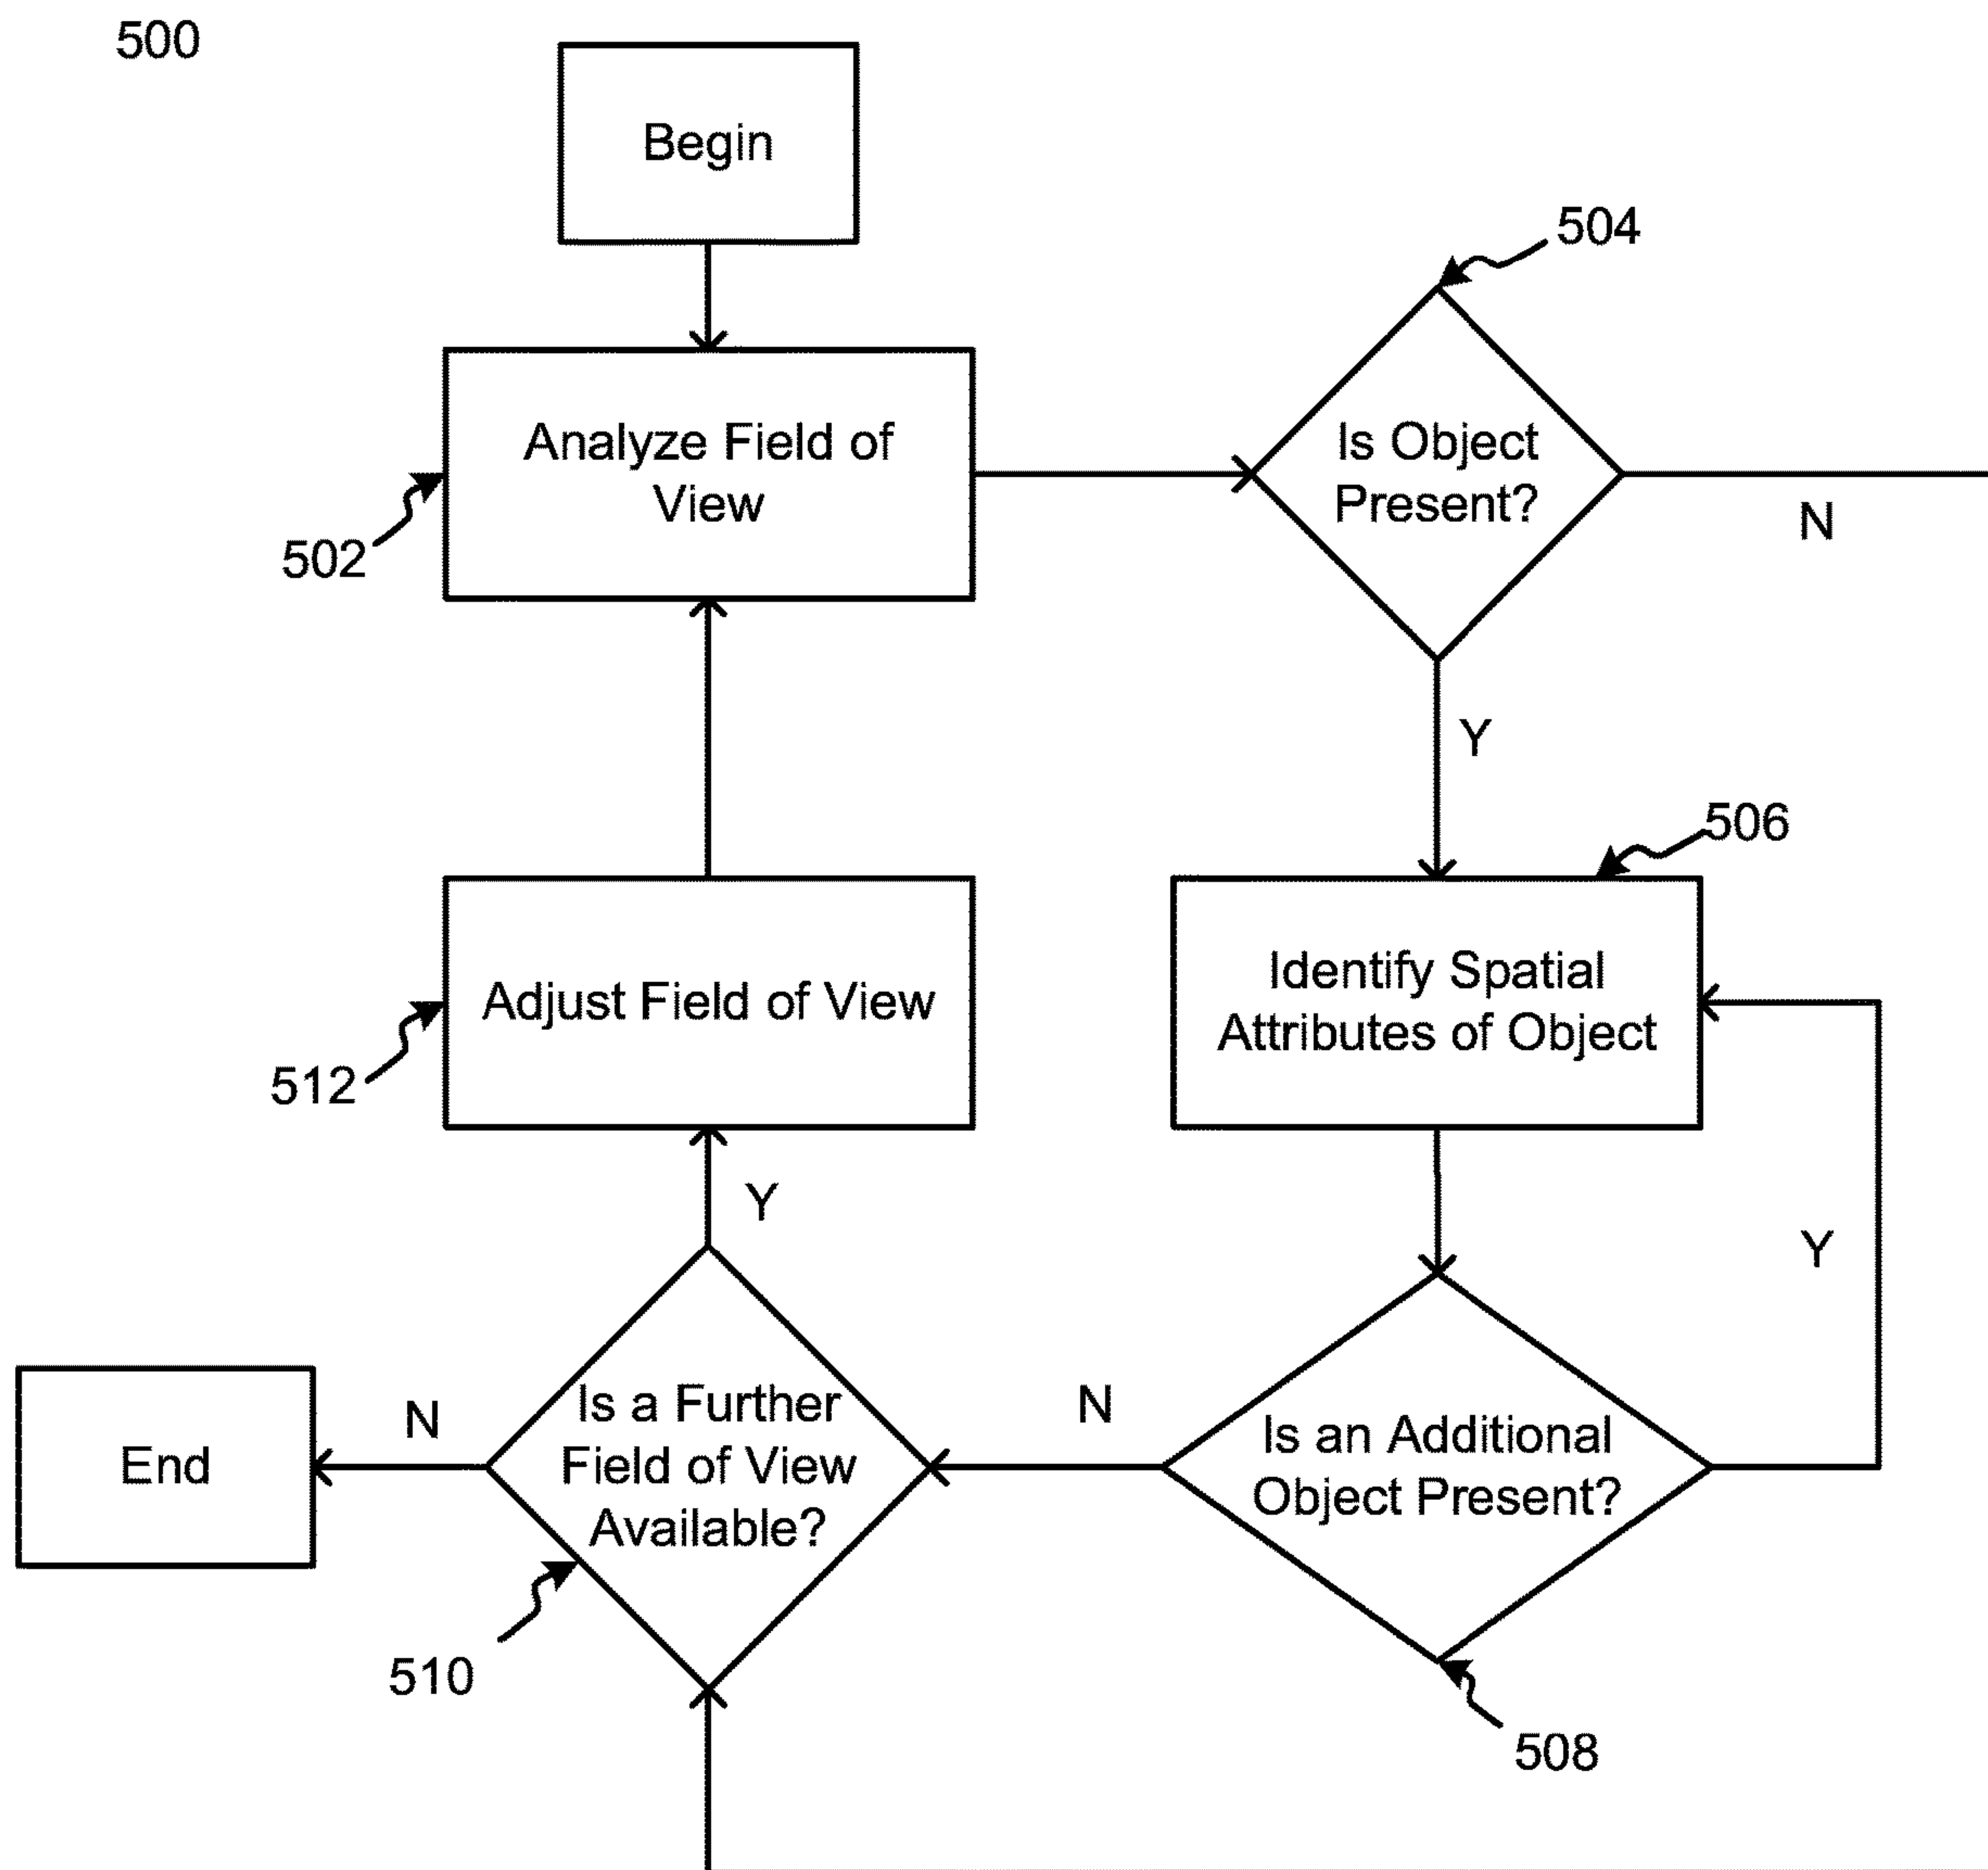 500
Begin
504
Analyze Field of
View
502
Is Object
Present?
N
Y
506
Adjust Field of View
512
Identify Spatial
Attributes of Object
Y
Y
End
N
Is a Further
Field of View
Available?
510
N
Is an Additional
Object Present?
508